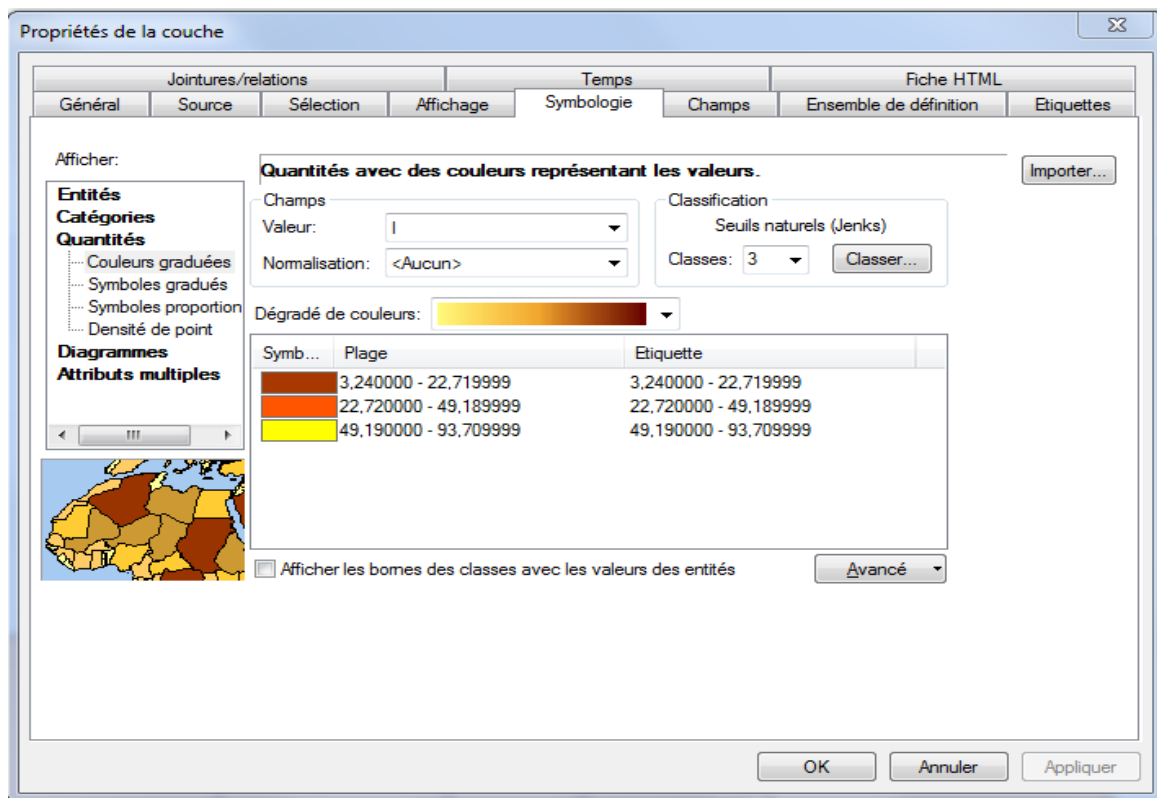 Propriétés de la couche
Jointures/relations Temps Fiche HTML
Général Source Sélection Affichage Symbologie Champs Ensemble de définition Etiquettes
Afficher:
Entités
Catégories
Quantités
Couleurs graduées
Symboles gradués
Symboles proportion
Densité de point
Diagrammes
Attributs multiples
Quantités avec des couleurs représentant les valeurs.
Importer...
Champs
Valeur: I
Normalisation: <Aucun>
Classification
Seuils naturels (Jenks)
Classes: 3 Classer...
Dégradé de couleurs:
Symb... Plage Etiquette
3,240000 - 22,719999 3,240000 - 22,719999
22,720000 - 49,189999 22,720000 - 49,189999
49,190000 - 93,709999 49,190000 - 93,709999
Afficher les bornes des classes avec les valeurs des entités
Avancé
OK Annuler Appliquer